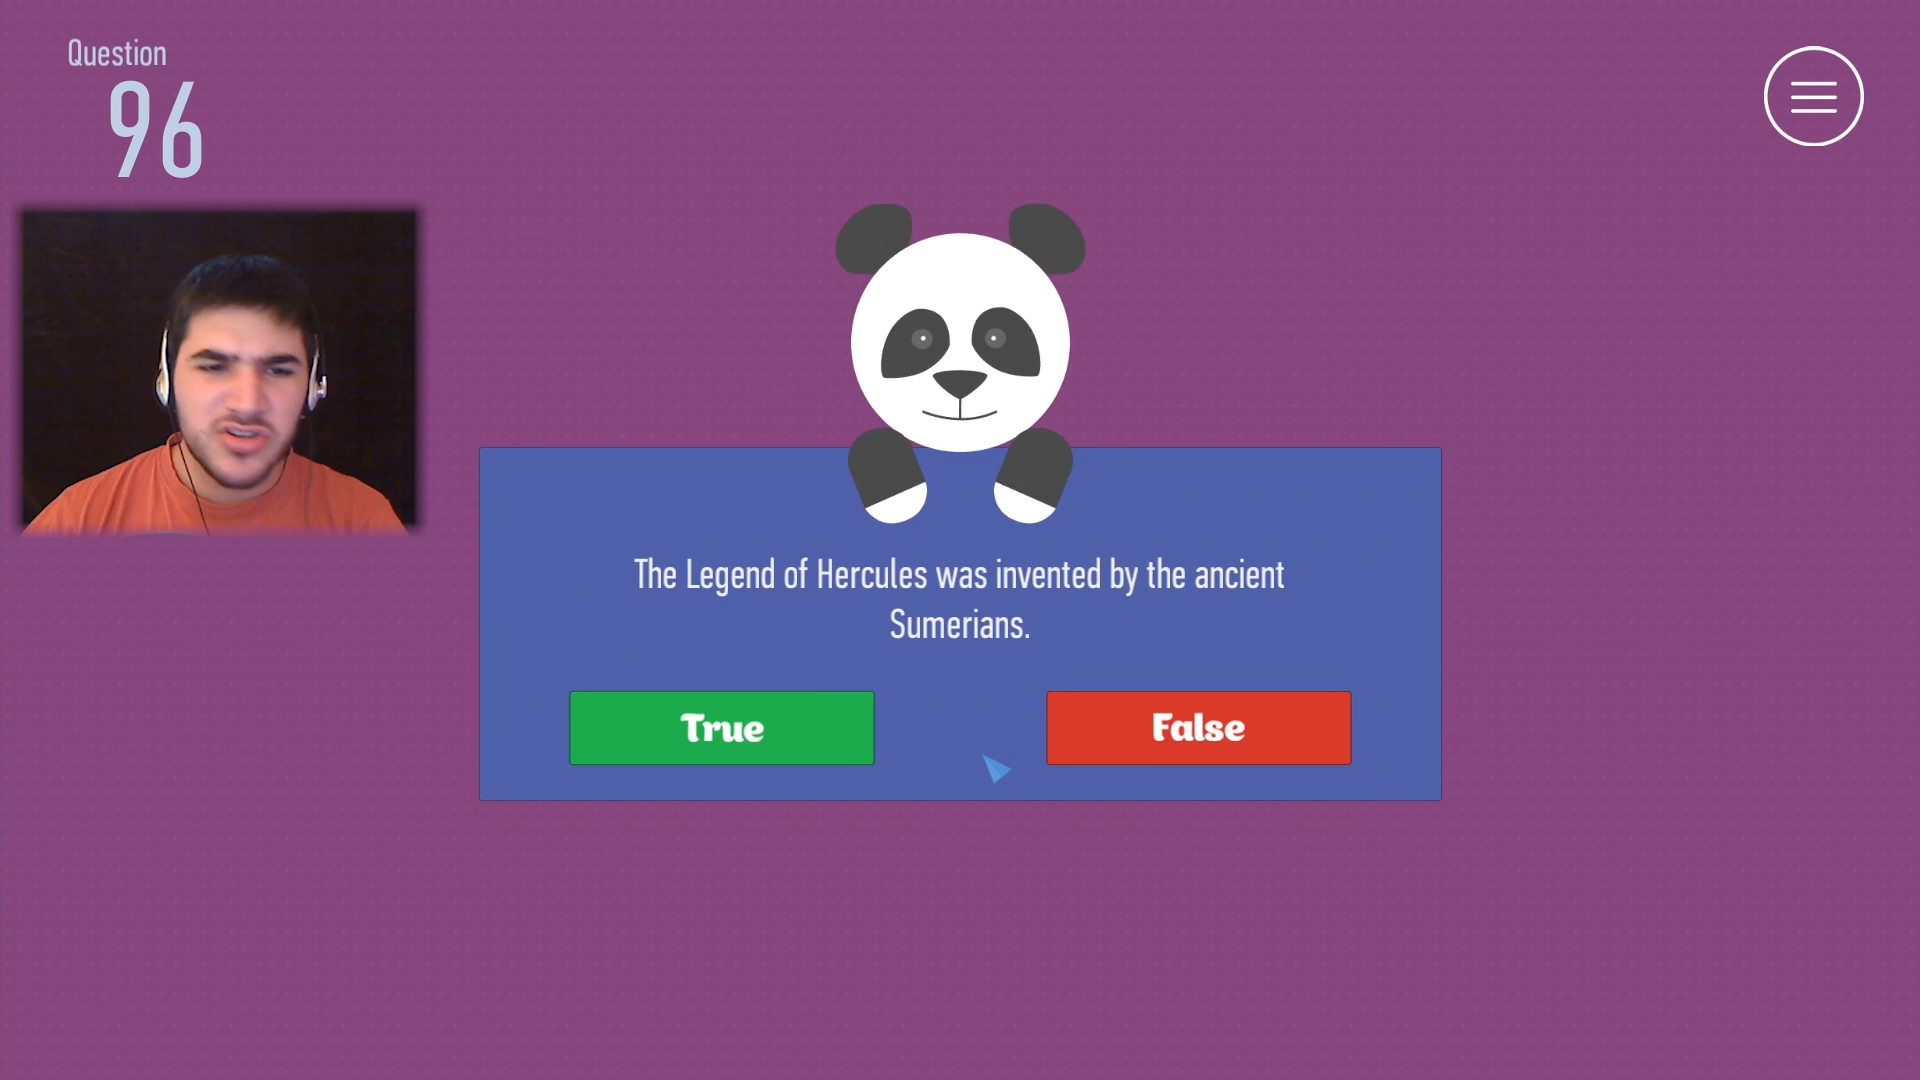 Question
96
The Legend of Hercules was invented by the ancient
Sumerians.
True
False